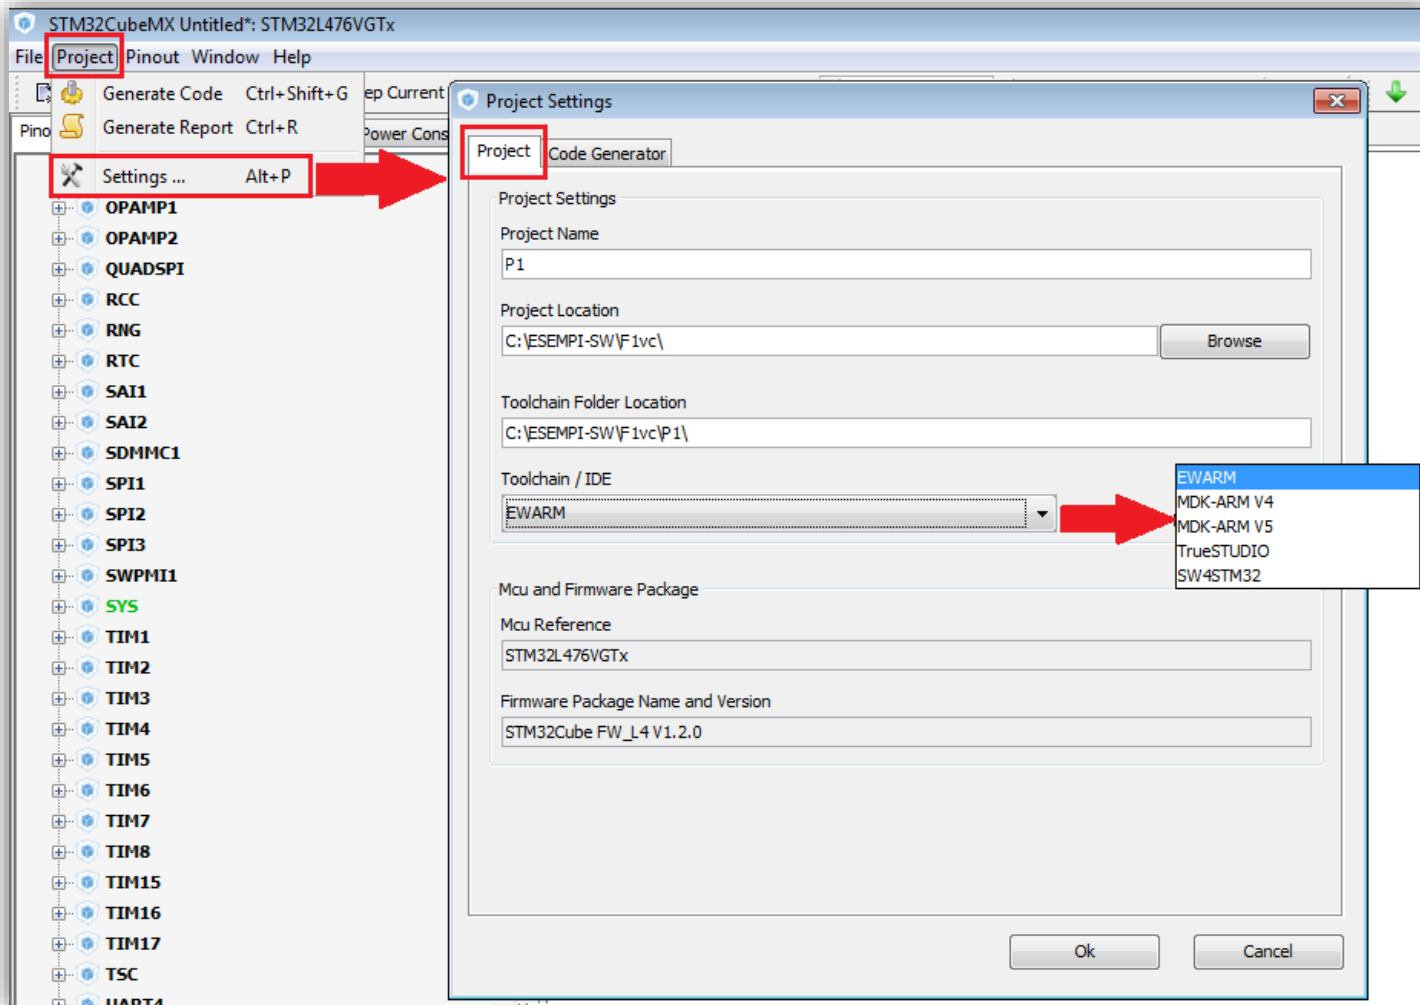 STM32CubeMX Untitled*: STM32L476VGTx
File Project Pinout Window Help
Generate Code Ctrl+Shift+G
ep Current
Generate Report Ctrl+R
Pino
Power Cons
Settings ... Alt+P
OPAMP1
OPAMP2
QUADSPI
RCC
RNG
RTC
SAI1
SAI2
SDMMC1
SPI1
SPI2
SPI3
SWPMI1
SYS
TIM1
TIM2
TIM3
TIM4
TIM5
TIM6
TIM7
TIM8
TIM15
TIM16
TIM17
TSC
UART4
Project Settings
Project Code Generator
Project Settings
Project Name
P1
Project Location
C:\ESEMPI-SW\F1vc\
Browse
Toolchain Folder Location
C:\ESEMPI-SW\F1vc\P1\
Toolchain / IDE
EWARM
EWARM
MDK-ARM V4
MDK-ARM V5
TrueSTUDIO
SW4STM32
Mcu and Firmware Package
Mcu Reference
STM32L476VGTx
Firmware Package Name and Version
STM32Cube FW_L4 V1.2.0
Ok Cancel